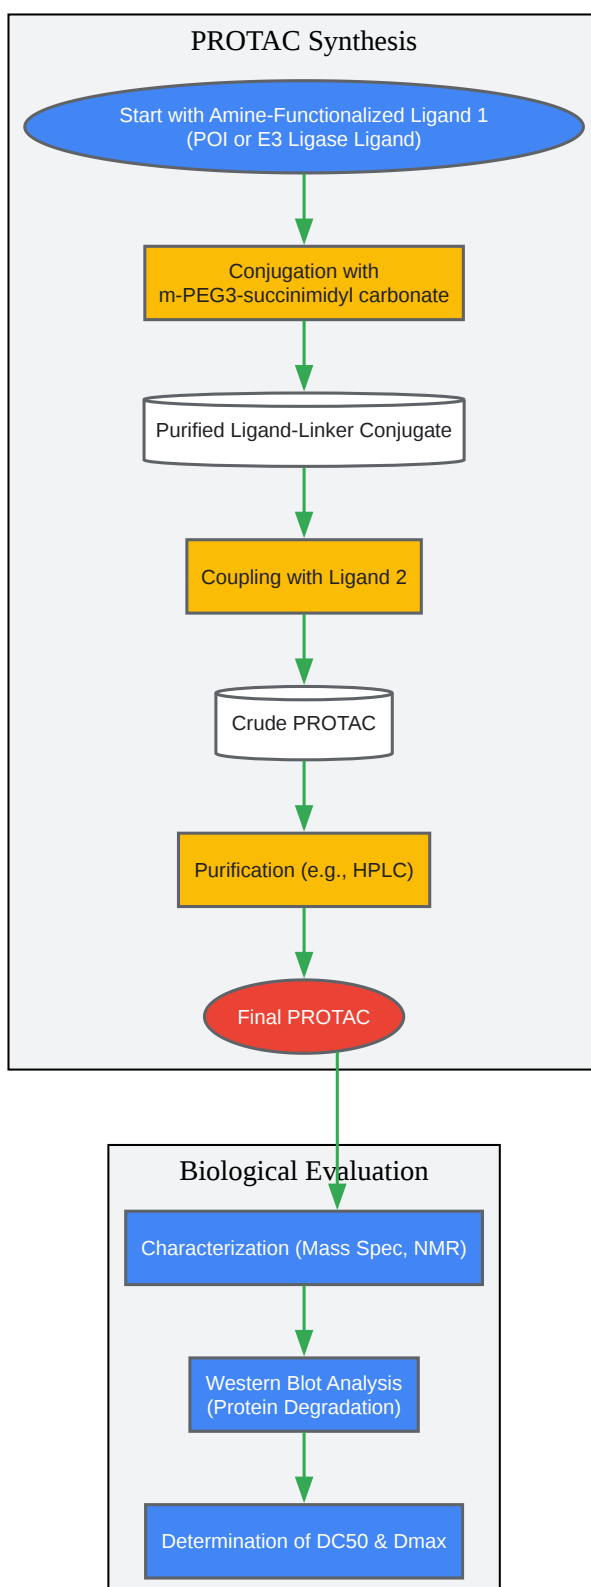 PROTAC Synthesis
Start with Amine-Functionalized Ligand 1
(POI or E3 Ligase Ligand)
Conjugation with
m-PEG3-succinimidyl carbonate
Purified Ligand-Linker Conjugate
Coupling with Ligand 2
Crude PROTAC
Purification (e.g., HPLC)
Final PROTAC
Biological Evaluation
Characterization (Mass Spec, NMR)
Western Blot Analysis
(Protein Degradation)
Determination of DC50 & Dmax